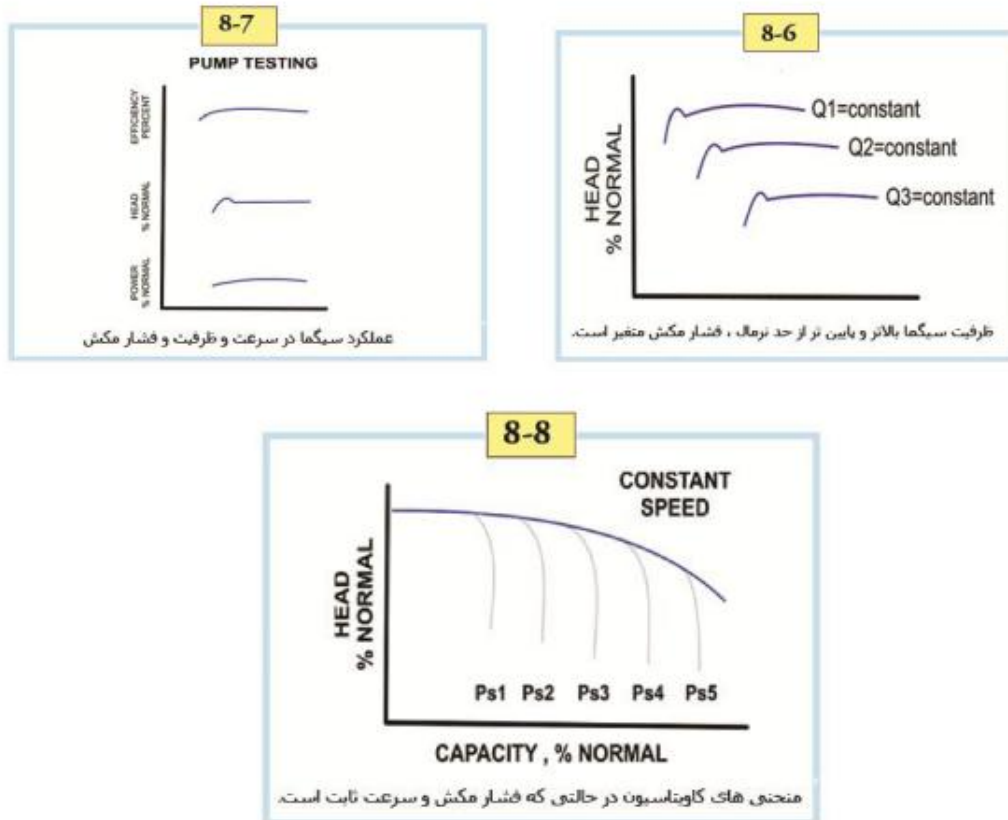 8-7
PUMP TESTING
EFFICIENCY
PERCENT
HEAD
% NORMAL
POWER
% NORMAL
عملکرد سیگما در سرعت و ظرفیت و فشار مکش
8-6
HEAD
% NORMAL
Q1=constant
Q2=constant
Q3=constant
ظرفیت سیگما بالاتر و پایین تر از حد نرمال ، فشار مکش متغیر است.
8-8
CONSTANT
SPEED
HEAD
% NORMAL
Ps1 Ps2 Ps3 Ps4 Ps5
CAPACITY , % NORMAL
منحنی های کاویتاسیون در حالتی که فشار مکش و سرعت ثابت است.